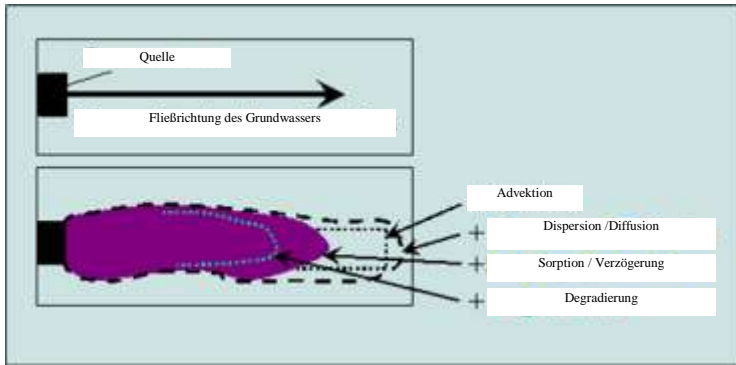 Quelle
Fließrichtung des Grundwassers
Advektion
+ Dispersion /Diffusion
+ Sorption / Verzögerung
+ Degradierung